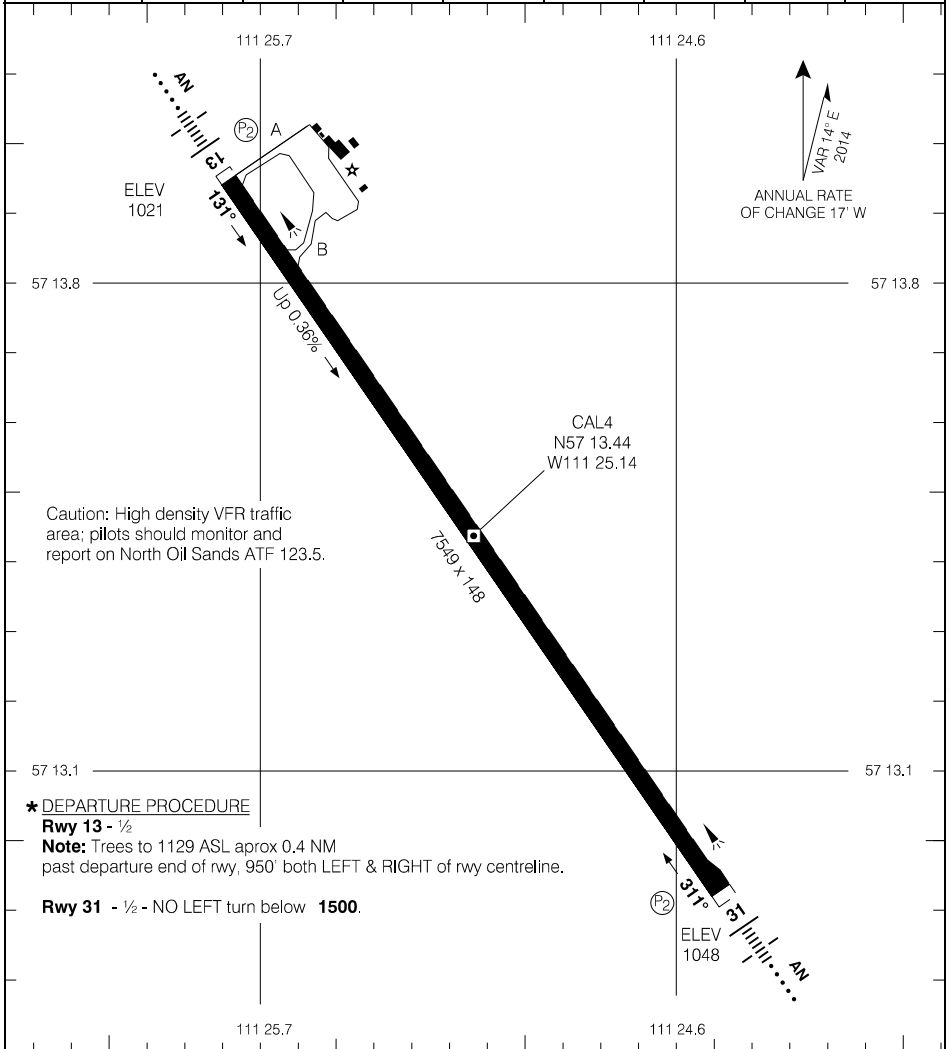 111 25.7
111 24.6
AN
P2
A
13
ELEV
1021
131°
B
VAR 14° E
2014
ANNUAL RATE
OF CHANGE 17' W
57 13.8
57 13.8
Up 0.36%
CAL4
N57 13.44
W111 25.14
Caution: High density VFR traffic
area; pilots should monitor and
report on North Oil Sands ATF 123.5.
7549 x 148
57 13.1
57 13.1
* DEPARTURE PROCEDURE
Rwy 13 - ½
Note: Trees to 1129 ASL aprox 0.4 NM
past departure end of rwy, 950' both LEFT & RIGHT of rwy centreline.
Rwy 31 - ½ - NO LEFT turn below 1500.
311°
31
P2
ELEV
1048
AN
111 25.7
111 24.6